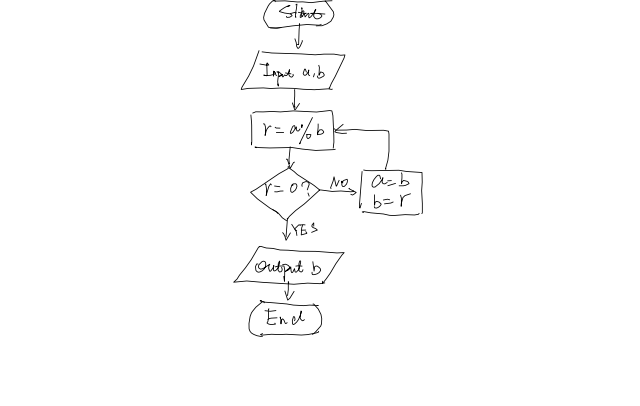 Start
Input a,b
r = a % b
r = 0 ?
NO
a = b
b = r
YES
Output b
End